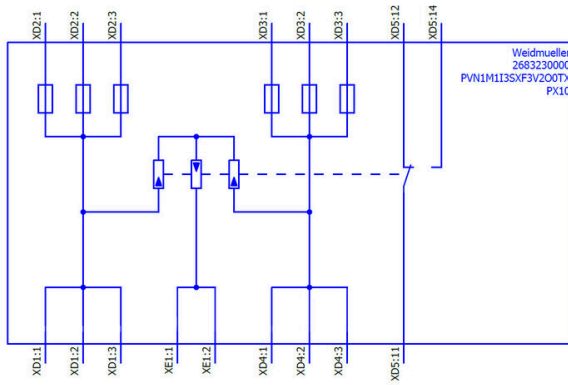 XD2:1
XD2:2
XD2:3
XD3:1
XD3:2
XD3:3
XD5:12
XD5:14
Weidmueller
2683230000
PVN1M1I3SXF3V2O0TX
PX10
XD1:1
XD1:2
XD1:3
XE1:1
XE1:2
XD4:1
XD4:2
XD4:3
XD5:11